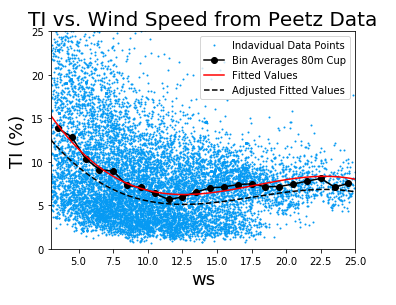 TI vs. Wind Speed from Peetz Data
Indavidual Data Points
Bin Averages 80m Cup
Fitted Values
Adjusted Fitted Values
TI (%)
25
20
15
10
5
0
5.0 7.5 10.0 12.5 15.0 17.5 20.0 22.5 25.0
ws